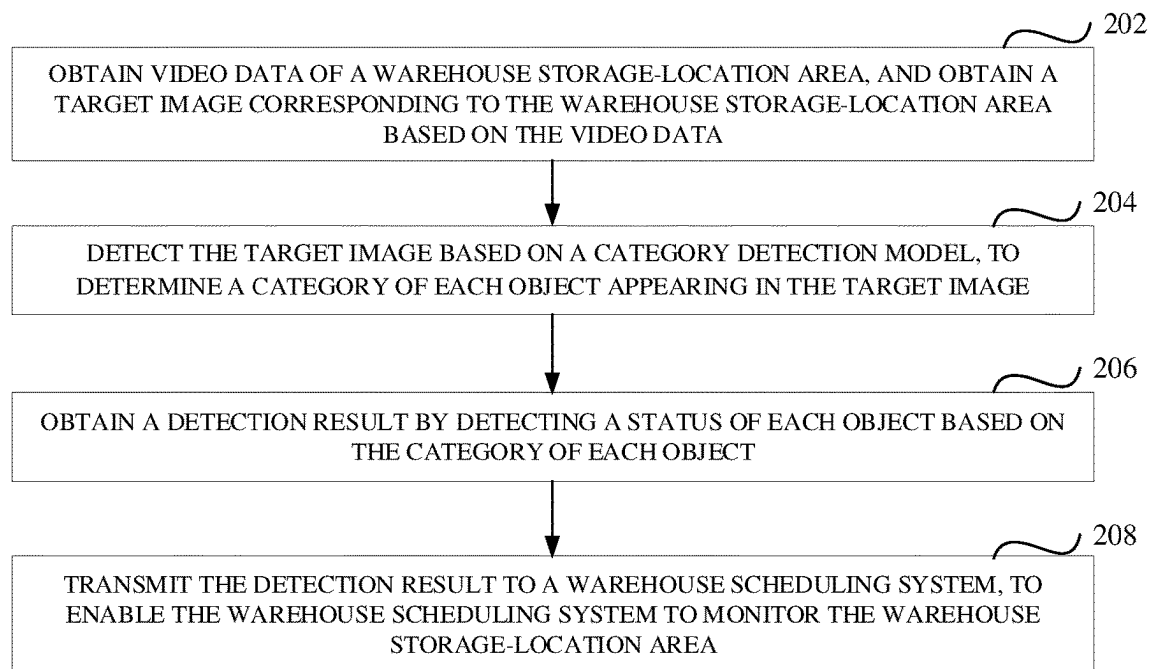 202
OBTAIN VIDEO DATA OF A WAREHOUSE STORAGE-LOCATION AREA, AND OBTAIN A
TARGET IMAGE CORRESPONDING TO THE WAREHOUSE STORAGE-LOCATION AREA
BASED ON THE VIDEO DATA
204
DETECT THE TARGET IMAGE BASED ON A CATEGORY DETECTION MODEL, TO
DETERMINE A CATEGORY OF EACH OBJECT APPEARING IN THE TARGET IMAGE
206
OBTAIN A DETECTION RESULT BY DETECTING A STATUS OF EACH OBJECT BASED ON
THE CATEGORY OF EACH OBJECT
208
TRANSMIT THE DETECTION RESULT TO A WAREHOUSE SCHEDULING SYSTEM, TO
ENABLE THE WAREHOUSE SCHEDULING SYSTEM TO MONITOR THE WAREHOUSE
STORAGE-LOCATION AREA